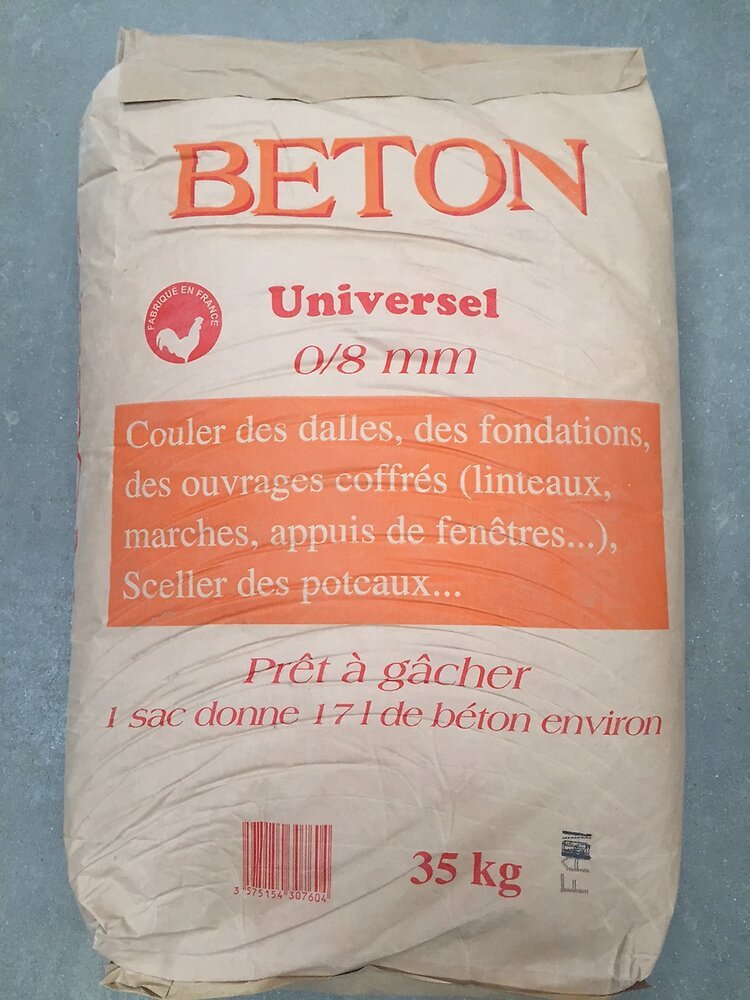 BETON
FABRIQUÉ EN FRANCE
Universel
0/8 mm
Couler des dalles, des fondations,
des ouvrages coffrés (linteaux,
marches, appuis de fenêtres...),
Sceller des poteaux...
Prêt à gâcher
1 sac donne 17 l de béton environ
35 kg
3 575154 307604